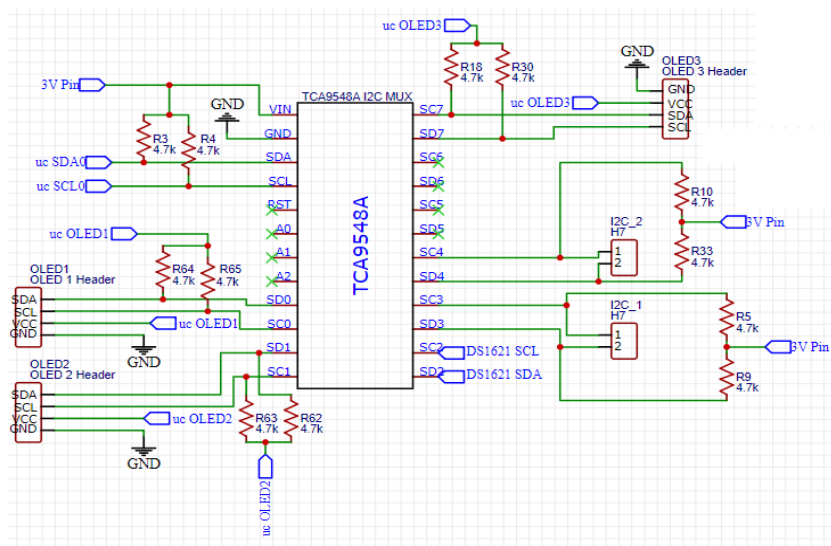 uc OLED3
GND
OLED3
OLED 3 Header
R18
4.7k
R30
4.7k
3V Pin
GND
TCA9548A I2C MUX
uc OLED3
GND
VCC
SDA
SCL
VIN
GND
SDA
SCL
RST
A0
A1
A2
SD0
SC0
SD1
SC1
SC7
SD7
SC6
SD6
SC5
SD5
SC4
SD4
SC3
SD3
SC2
SD2
TCA9548A
R3
4.7k
R4
4.7k
uc SDA0
uc SCL0
uc OLED1
R64
4.7k
R65
4.7k
OLED1
OLED 1 Header
SDA
SCL
VCC
GND
uc OLED1
GND
OLED2
OLED 2 Header
SDA
SCL
VCC
GND
uc OLED2
GND
R63
4.7k
R62
4.7k
uc OLED2
R10
4.7k
3V Pin
R33
4.7k
I2C_2
H7
1
2
I2C_1
H7
1
2
R5
4.7k
3V Pin
R9
4.7k
DS1621 SCL
DS1621 SDA